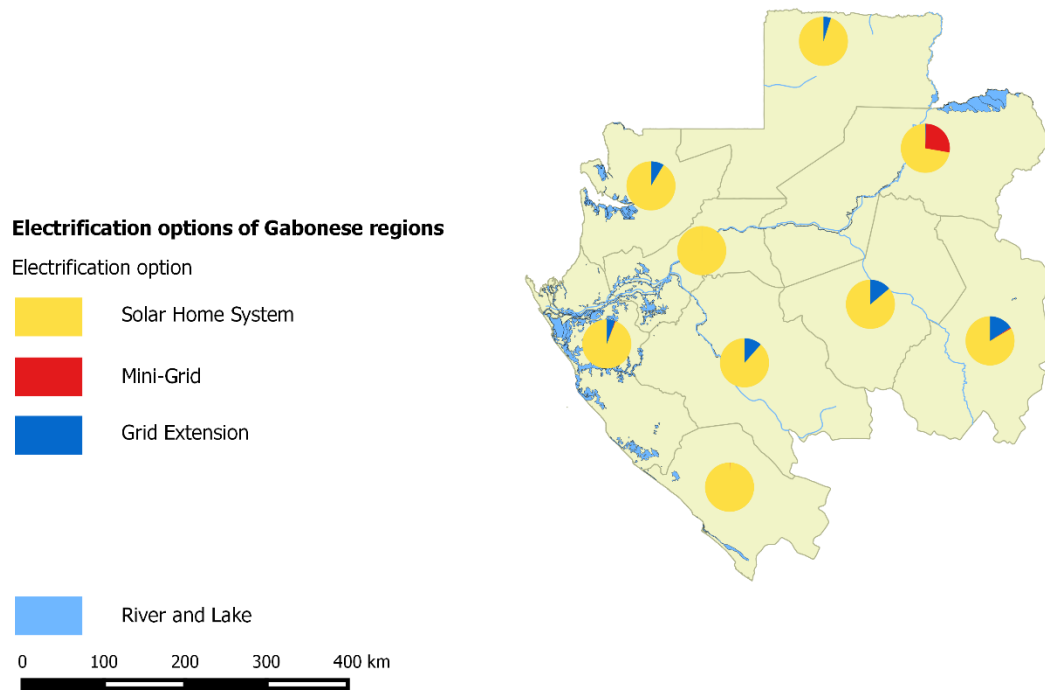 Electrification options of Gabonese regions
Electrification option
Solar Home System
Mini-Grid
Grid Extension
River and Lake
0 100 200 300 400 km